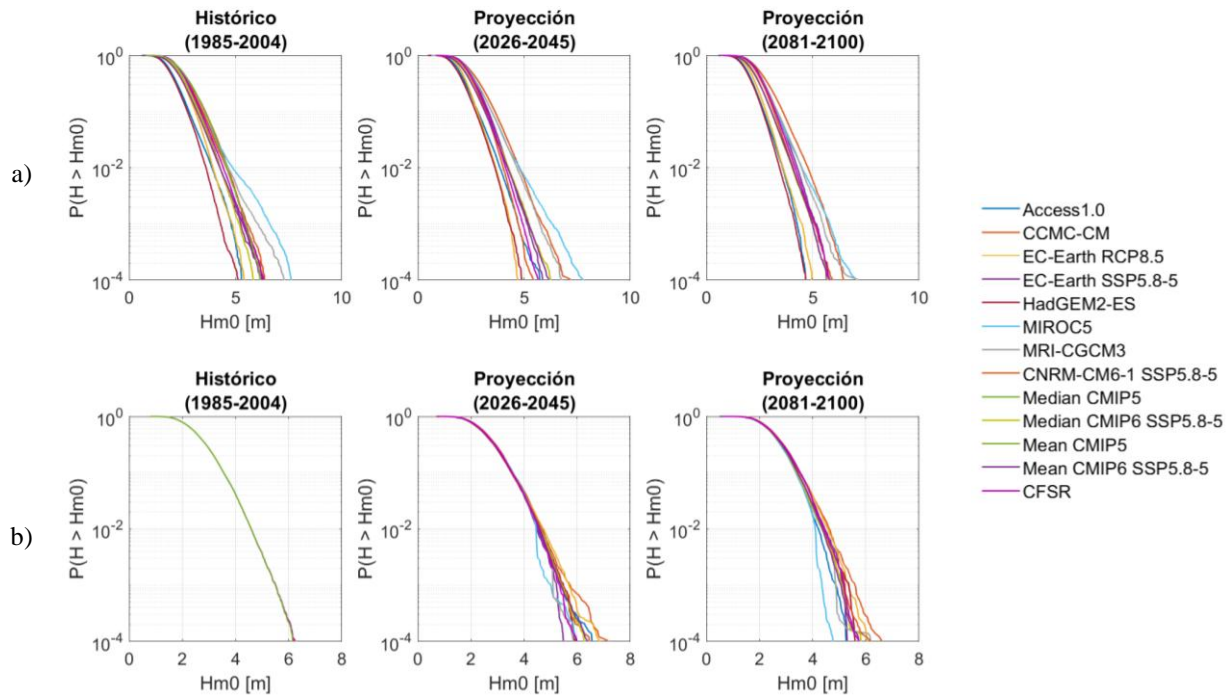 Histórico
(1985-2004)
Proyección
(2026-2045)
Proyección
(2081-2100)
a)
P(H > Hm0)
10^0
10^-2
10^-4
0 5 10
Hm0 [m]
P(H > Hm0)
10^0
10^-2
10^-4
0 5 10
Hm0 [m]
P(H > Hm0)
10^0
10^-2
10^-4
0 5 10
Hm0 [m]
Histórico
(1985-2004)
Proyección
(2026-2045)
Proyección
(2081-2100)
b)
P(H > Hm0)
10^0
10^-2
10^-4
0 2 4 6 8
Hm0 [m]
P(H > Hm0)
10^0
10^-2
10^-4
0 2 4 6 8
Hm0 [m]
P(H > Hm0)
10^0
10^-2
10^-4
0 2 4 6 8
Hm0 [m]
Access1.0
CCMC-CM
EC-Earth RCP8.5
EC-Earth SSP5.8-5
HadGEM2-ES
MIROC5
MRI-CGCM3
CNRM-CM6-1 SSP5.8-5
Median CMIP5
Median CMIP6 SSP5.8-5
Mean CMIP5
Mean CMIP6 SSP5.8-5
CFSR